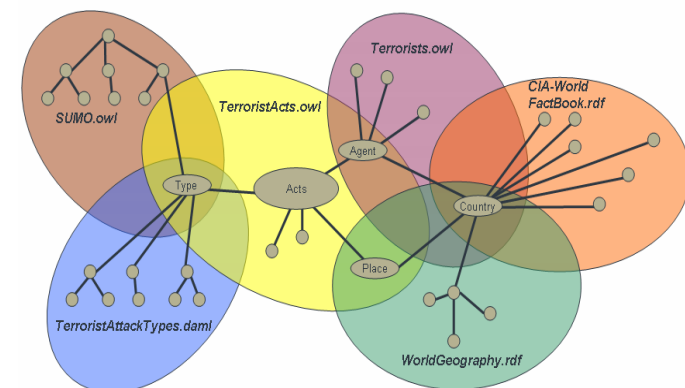 Terrorists.owl
CIA-World
FactBook.rdf
TerroristActs.owl
SUMO.owl
Agent
Type
Acts
Country
Place
TerroristAttackTypes.daml
WorldGeography.rdf